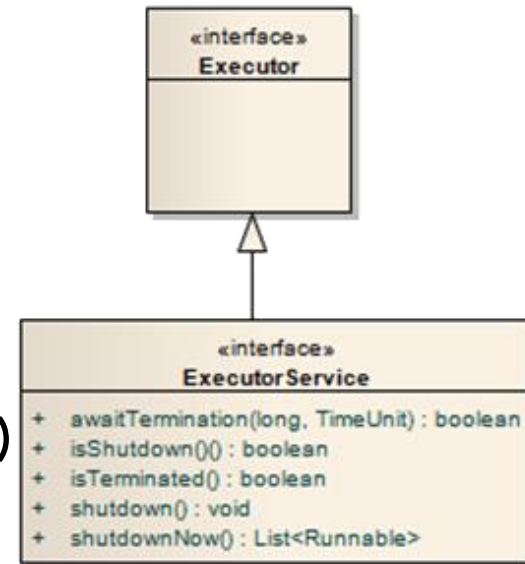 «interface»
Executor
«interface»
ExecutorService
+ awaitTermination(long, TimeUnit) : boolean
)
+ isShutdown()() : boolean
+ isTerminated() : boolean
+ shutdown() : void
+ shutdownNow() : List<Runnable>